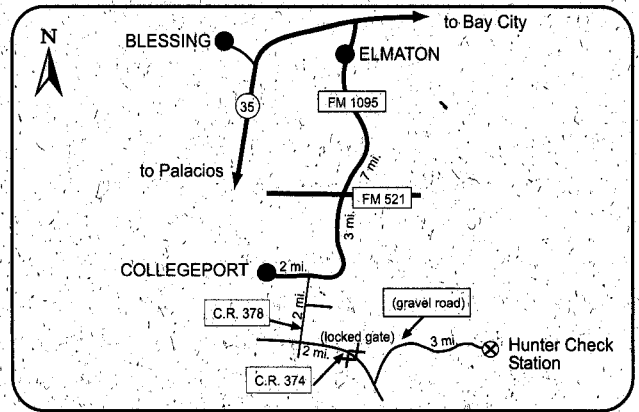 N
BLESSING
to Bay City
ELMATON
35
FM 1095
to Palacios
7 mi.
FM 521
3 mi.
COLLEGEPORT
2 mi.
C.R. 378
2 mi.
(gravel road)
(locked gate)
2 mi.
3 mi.
Hunter Check
Station
C.R. 374